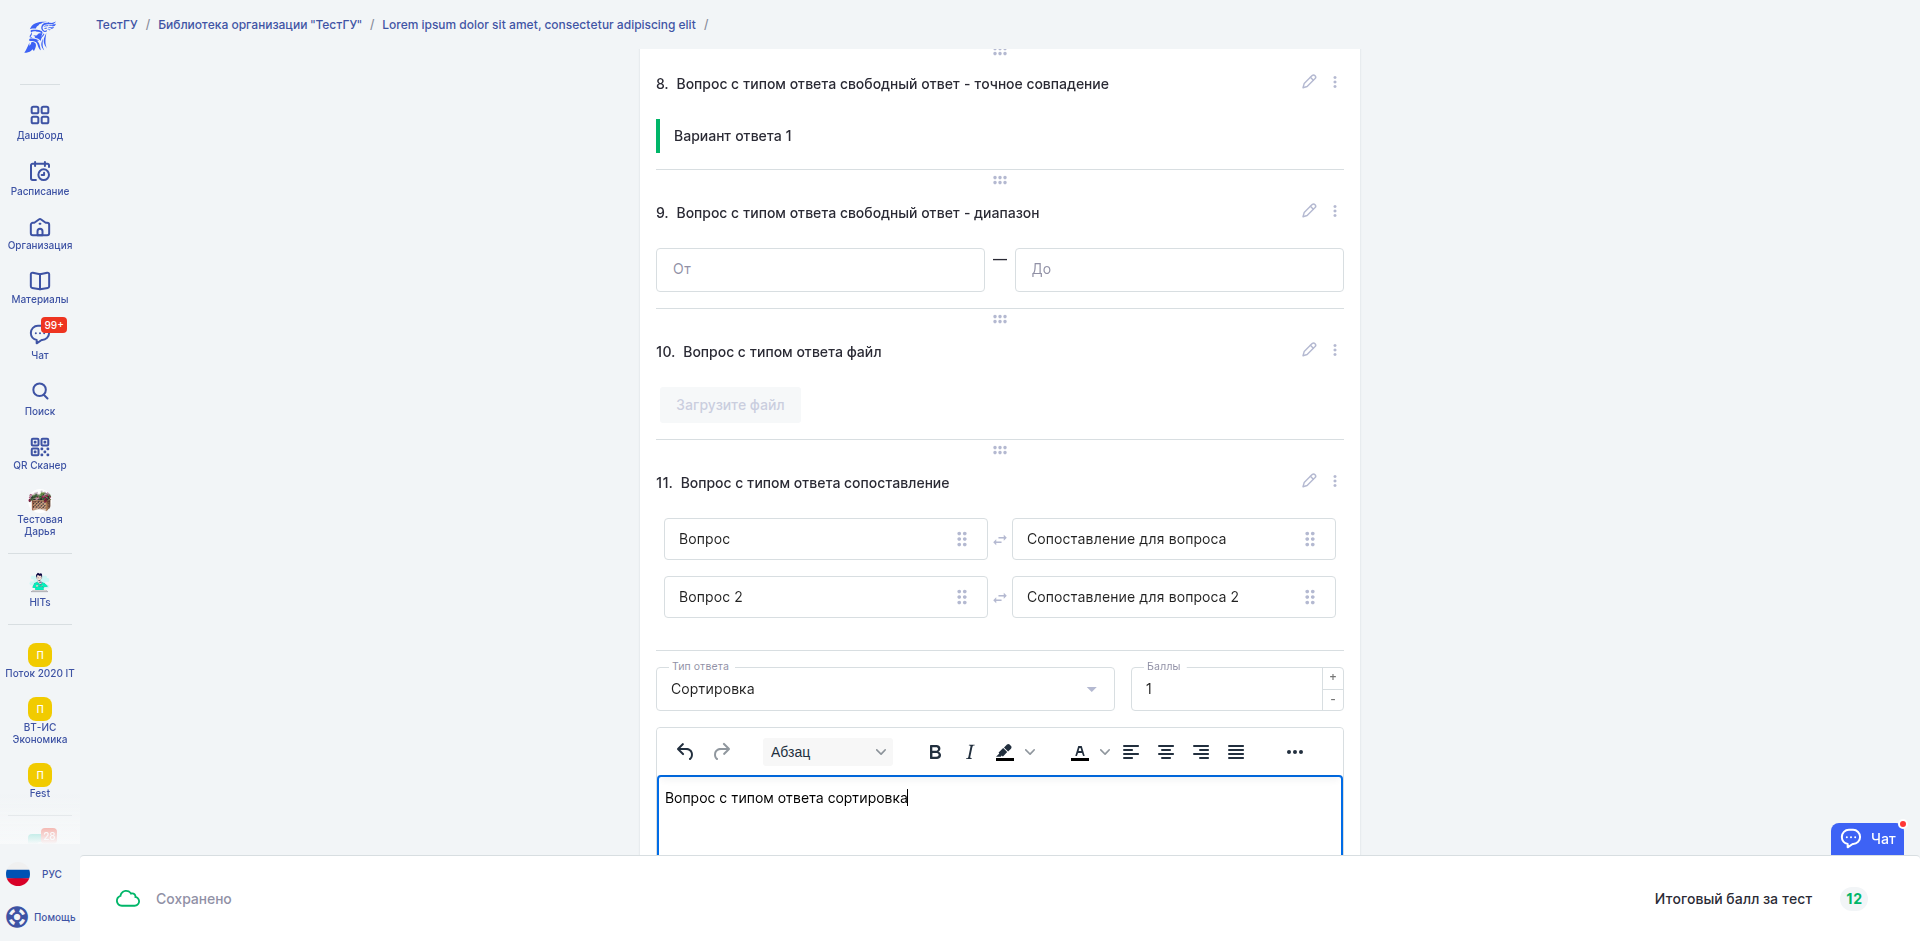 ТестГУ / Библиотека организации "ТестГУ" / Lorem ipsum dolor sit amet, consectetur adipiscing elit /
Дашборд
Расписание
Организация
Материалы
99+
Чат
Поиск
QR Сканер
Тестовая
Дарья
HITs
П
Поток 2020 IT
П
ВТ-ИС
Экономика
П
Fest
28
РУС
Помощь
8. Вопрос с типом ответа свободный ответ - точное совпадение
Вариант ответа 1
9. Вопрос с типом ответа свободный ответ - диапазон
От — До
10. Вопрос с типом ответа файл
Загрузите файл
11. Вопрос с типом ответа сопоставление
Вопрос Сопоставление для вопроса
Вопрос 2 Сопоставление для вопроса 2
Тип ответа Баллы
Сортировка 1 + -
Абзац B I A
Вопрос с типом ответа сортировка
Чат
Сохранено
Итоговый балл за тест 12